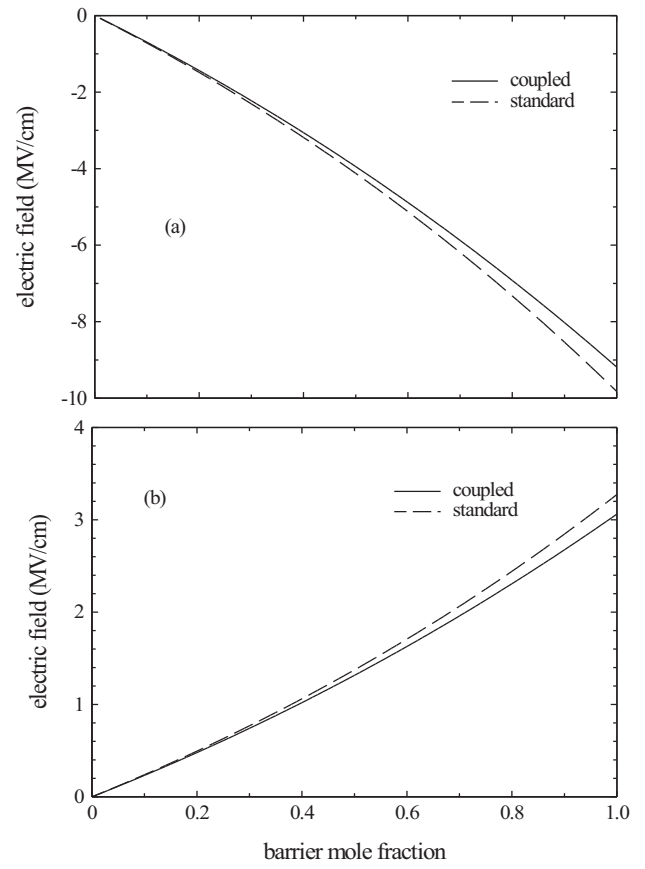 0
-2
-4
-6
-8
-10
electric field (MV/cm)
coupled
standard
(a)
4
3
2
1
0
electric field (MV/cm)
coupled
standard
(b)
0 0.2 0.4 0.6 0.8 1.0
barrier mole fraction